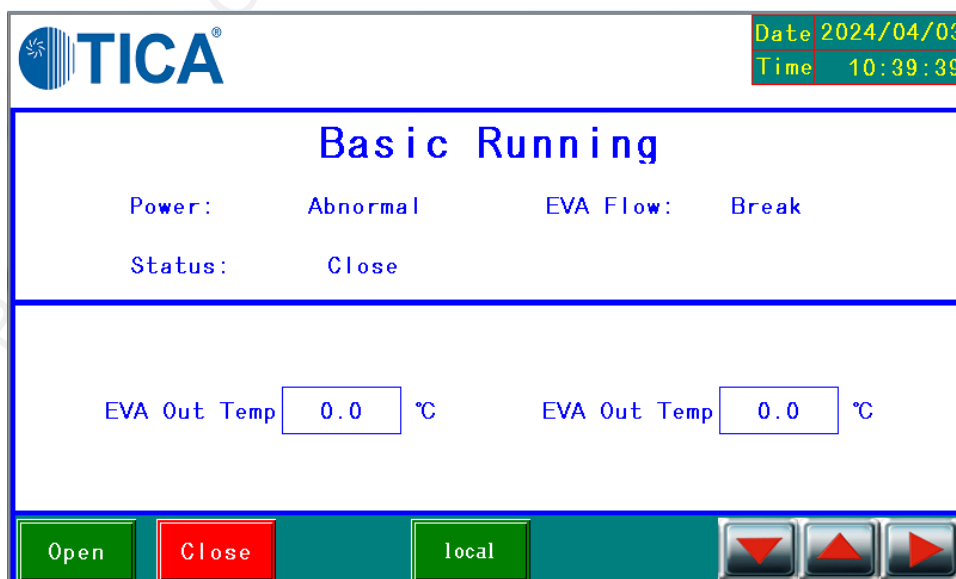 TICA®
Date 2024/04/03
Time 10:39:39
Basic Running
Power: Abnormal EVA Flow: Break
Status: Close
EVA Out Temp 0.0 ℃ EVA Out Temp 0.0 ℃
Open Close local